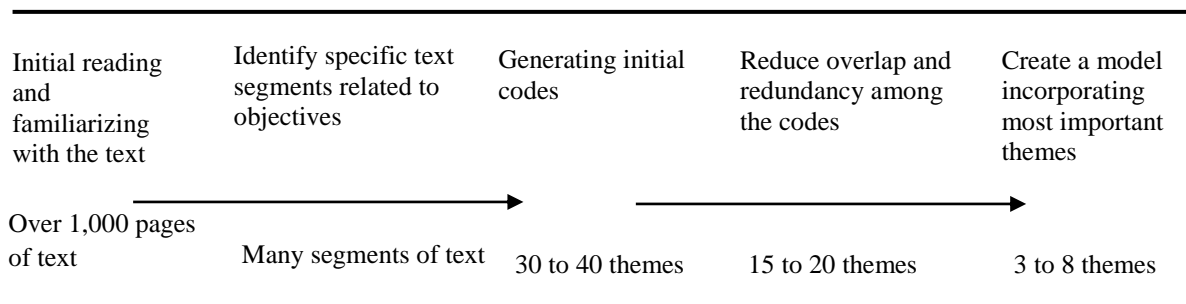 Initial reading
and
familiarizing
with the text
Identify specific text
segments related to
objectives
Generating initial
codes
Reduce overlap and
redundancy among
the codes
Create a model
incorporating
most important
themes
Over 1,000 pages
of text
Many segments of text
30 to 40 themes
15 to 20 themes
3 to 8 themes